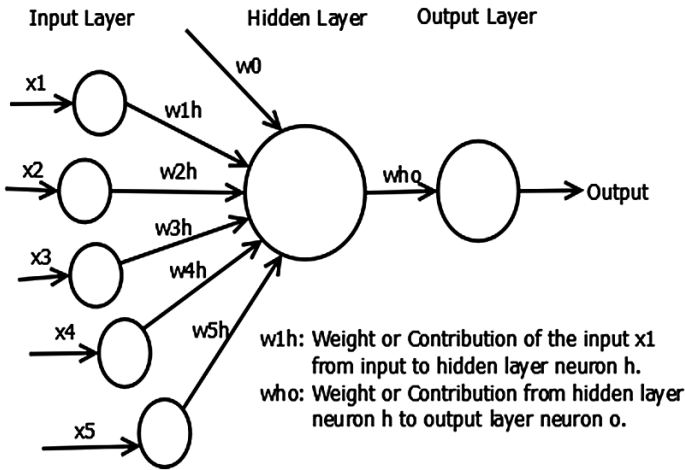 Input Layer
Hidden Layer
Output Layer
w0
x1
w1h
x2
w2h
who
Output
w3h
x3
w4h
x4
w5h
x5
w1h: Weight or Contribution of the input x1
from input to hidden layer neuron h.
who: Weight or Contribution from hidden layer
neuron h to output layer neuron o.